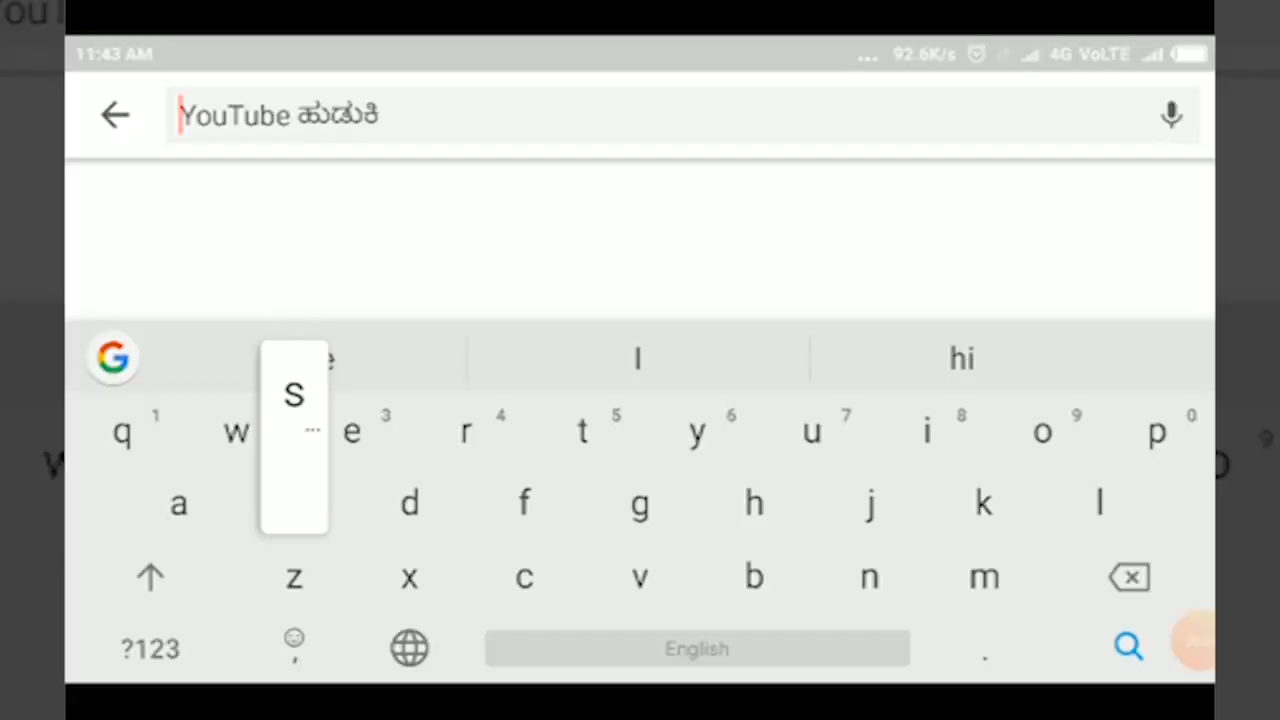 11:43 AM ... 92.6K/s 4G VoLTE
YouTube ಹುಡುಕಿ
I hi
q 1 w e 3 r 4 t 5 y 6 u 7 i 8 o 9 p 0
S
a d f g h j k l
z x c v b n m
?123 , English .